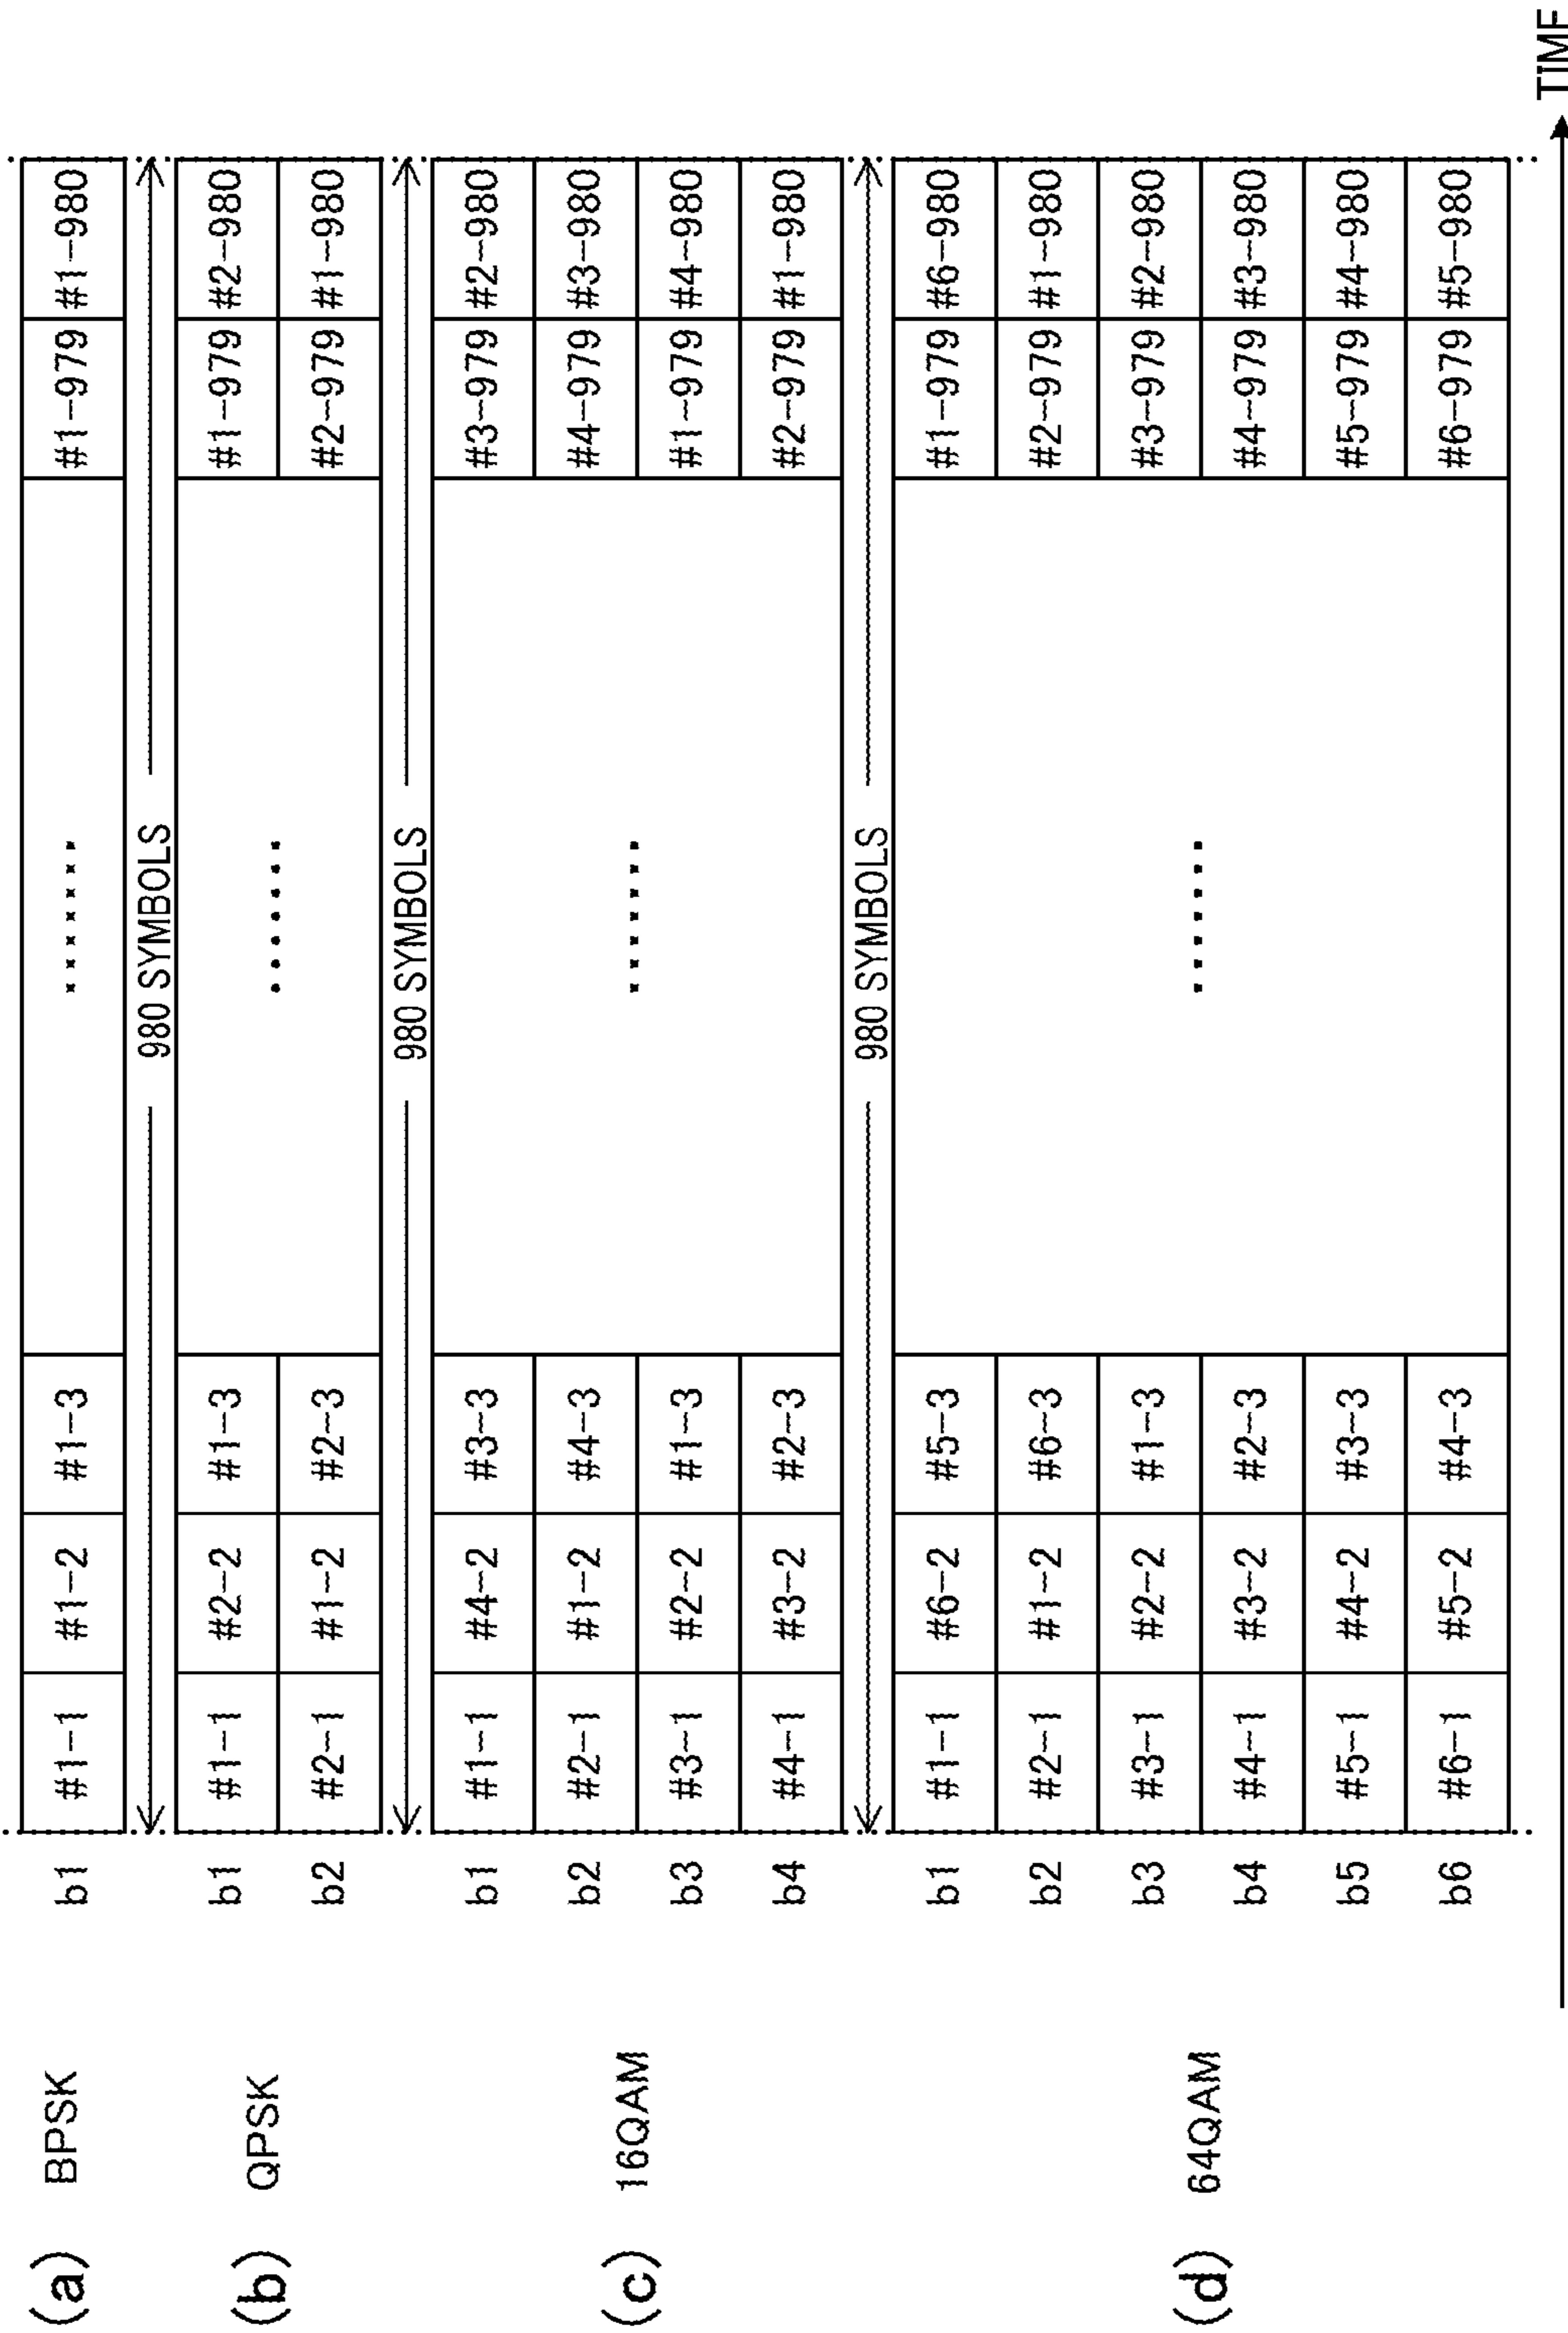 (a) BPSK b1 #1-1 #1-2 #1-3 ······· #1-979 #1-980
980 SYMBOLS
(b) QPSK
b1 #1-1 #2-2 #1-3 ······· #1-979 #2-980
b2 #2-1 #1-2 #2-3 #2-979 #1-980
980 SYMBOLS
(c) 16QAM
b1 #1-1 #4-2 #3-3 #3-979 #2-980
b2 #2-1 #1-2 #4-3 ······· #4-979 #3-980
b3 #3-1 #2-2 #1-3 #1-979 #4-980
b4 #4-1 #3-2 #2-3 #2-979 #1-980
980 SYMBOLS
(d) 64QAM
b1 #1-1 #6-2 #5-3 #1-979 #6-980
b2 #2-1 #1-2 #6-3 #2-979 #1-980
b3 #3-1 #2-2 #1-3 ······· #3-979 #2-980
b4 #4-1 #3-2 #2-3 #4-979 #3-980
b5 #5-1 #4-2 #3-3 #5-979 #4-980
b6 #6-1 #5-2 #4-3 #6-979 #5-980
TIME